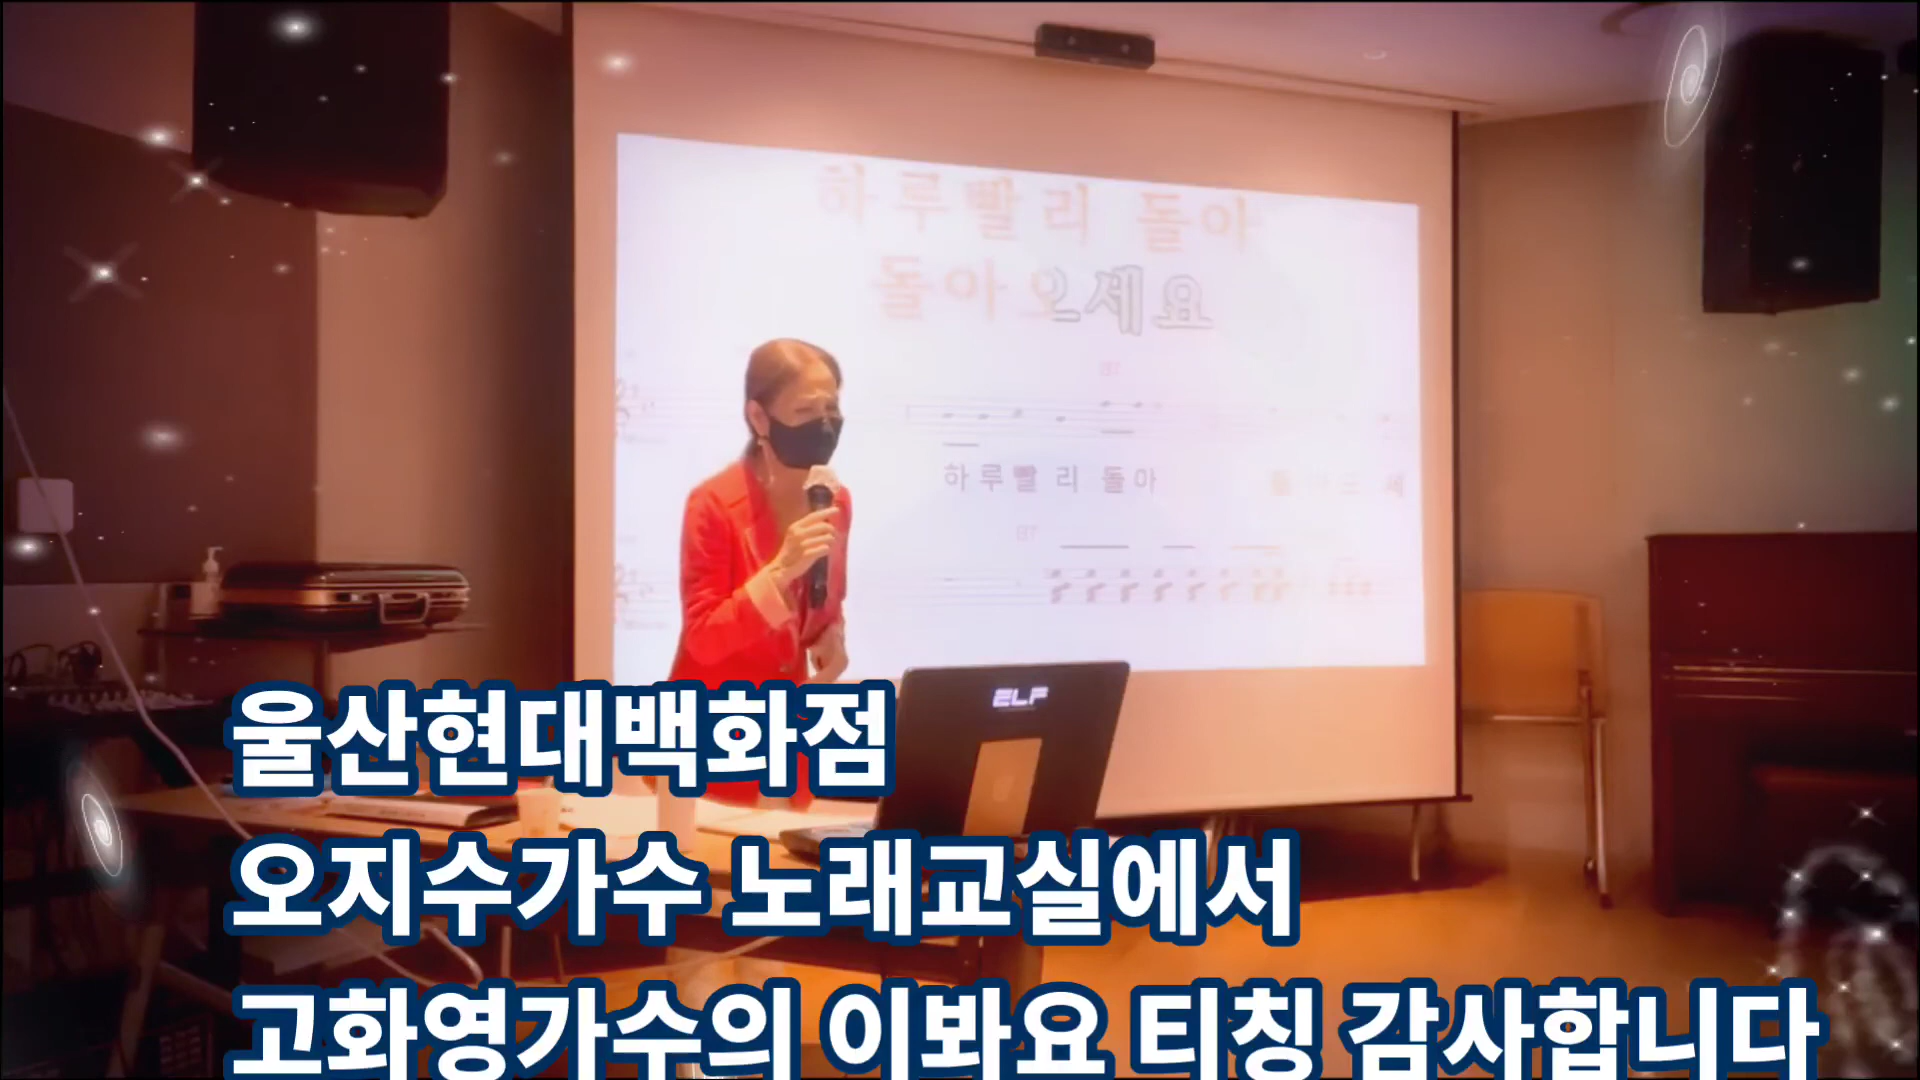 하루빨리 돌아
돌아오세요
하루빨리 돌아
ELF
울산현대백화점
오지수가수 노래교실에서
고화영가수의 이봐요 티칭 감사합니다